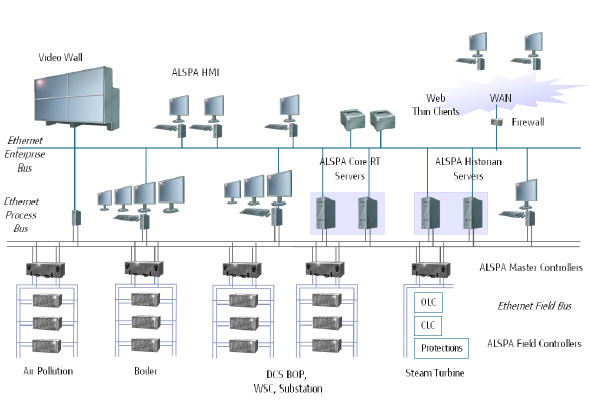 Video Wall
ALSPA HMI
Web
Thin Clients
WAN
Firewall
Ethernet
Enterprise
Bus
ALSPA Core RT
Servers
ALSPA Historian
Servers
Ethernet
Process
Bus
ALSPA Master Controllers
OLC
Ethernet Field Bus
CLC
Protections
ALSPA Field Controllers
Air Pollution
Boiler
DCS BOP,
WSC, Substation
Steam Turbine